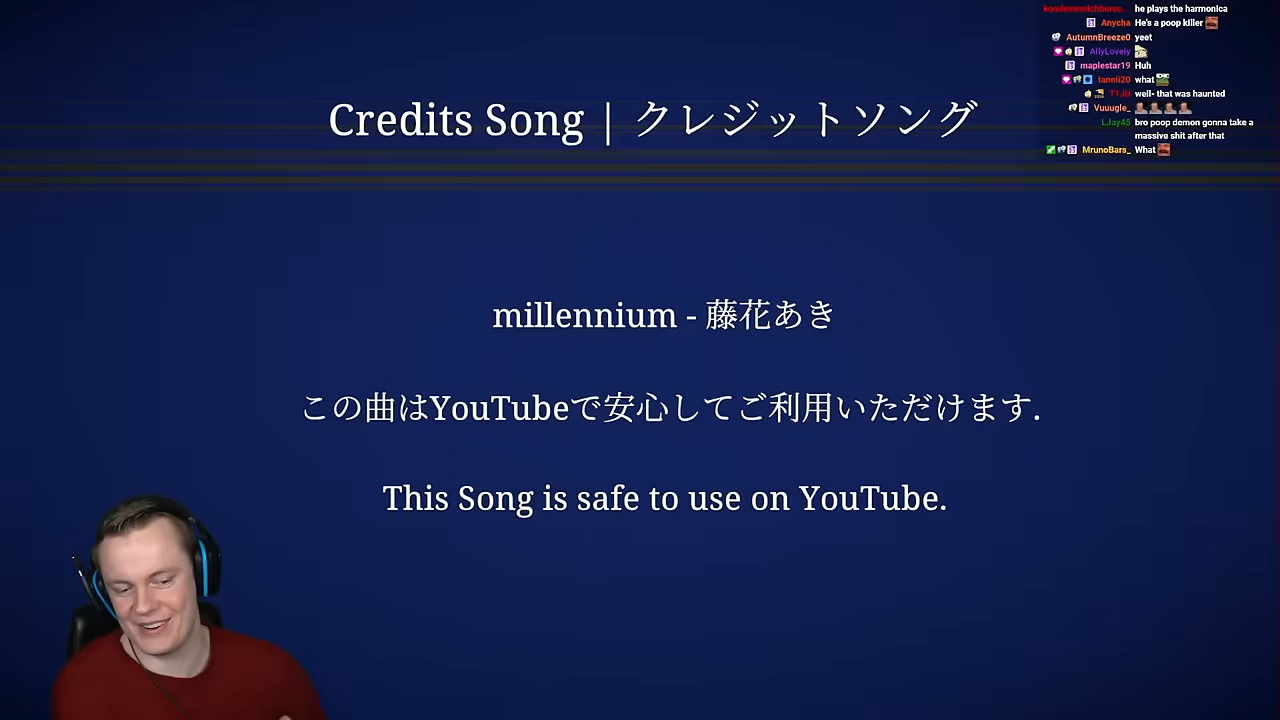 Credits Song | クレジットソング
millennium - 藤花あき
この曲はYouTubeで安心してご利用いただけます.
This Song is safe to use on YouTube.
he plays the harmonica
Anycha He's a poop killer
AutumnBreeze0 yeet
AllyLovely
maplestar19 Huh
tannii20 what
T1JU well- that was haunted
Vuuugle_
LJay45 bro poop demon gonna take a
massive shit after that
MrunoBars_ What